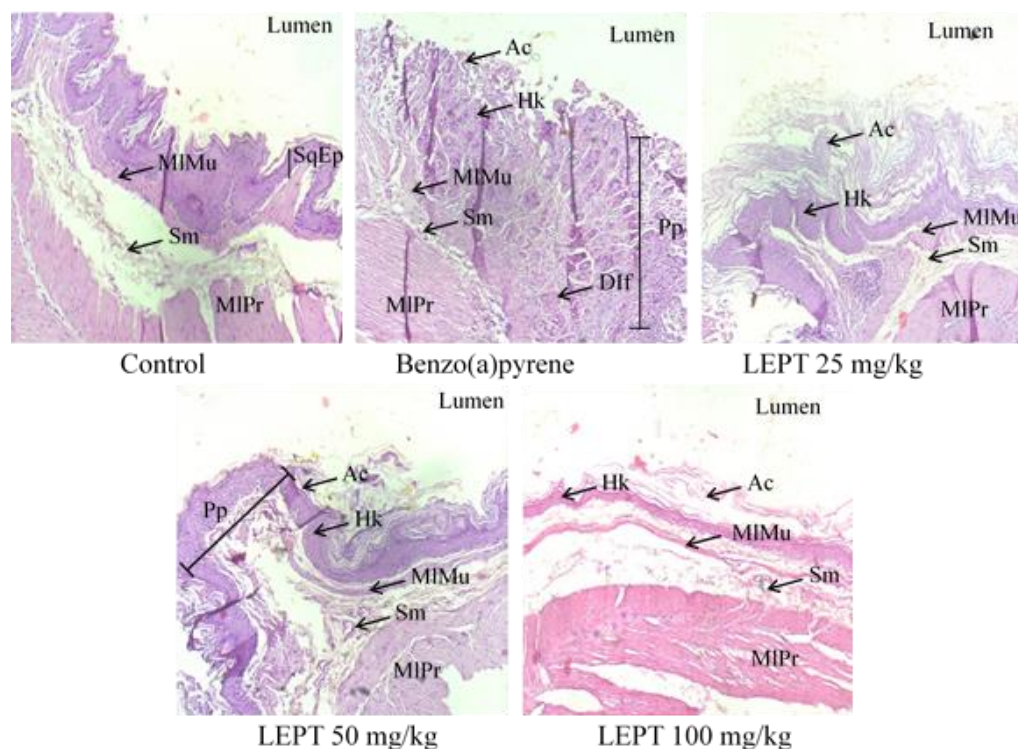 Lumen
SqEp
MlMu
Sm
MlPr
Control
Lumen
Ac
Hk
MlMu
Sm
Pp
Dlf
MlPr
Benzo(a)pyrene
Lumen
Ac
Hk
MlMu
Sm
MlPr
LEPT 25 mg/kg
Lumen
Ac
Pp
Hk
MlMu
Sm
MlPr
LEPT 50 mg/kg
Lumen
Hk
Ac
MlMu
Sm
MlPr
LEPT 100 mg/kg